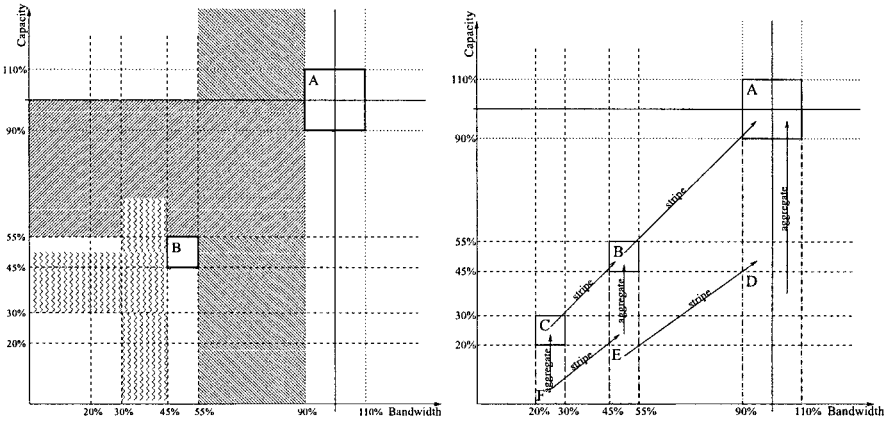 Capacity
110%
90%
55%
45%
30%
20%
A
B
20% 30% 45% 55% 90% 110% Bandwidth
Capacity
110%
90%
55%
45%
30%
20%
A
stripe
aggregate
B
stripe
aggregate
D
stripe
C
E
stripe
aggregate
F
20% 30% 45% 55% 90% 110% Bandwidth